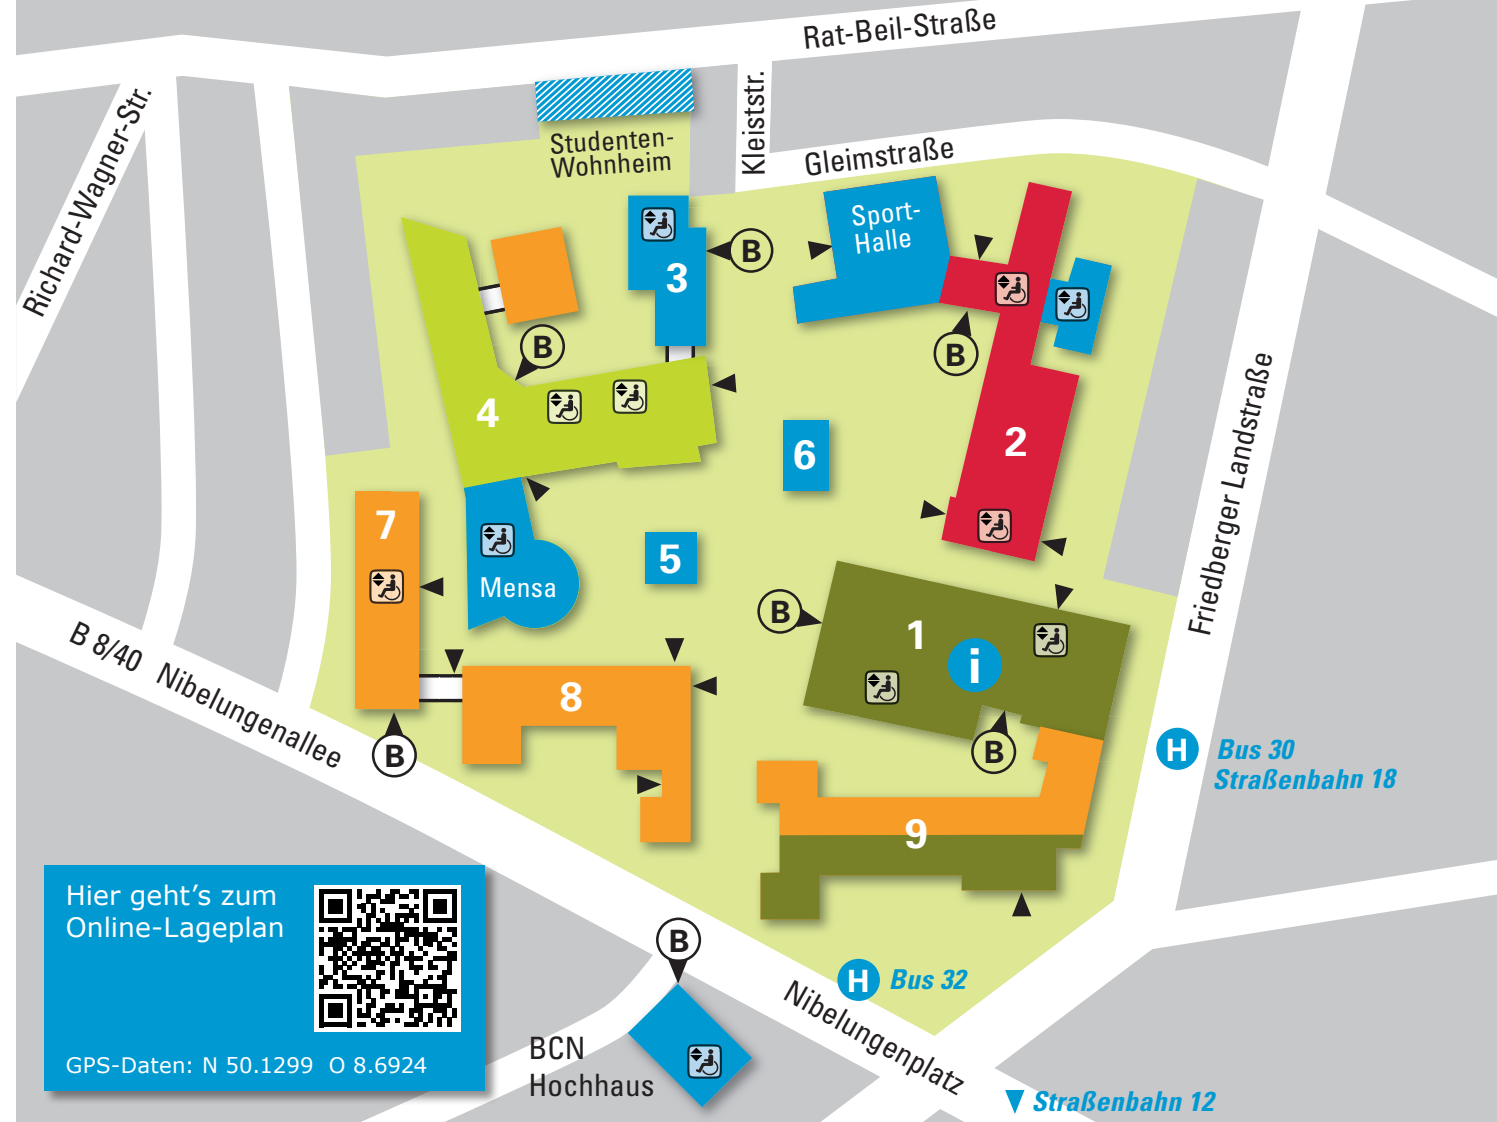 Rat-Beil-Straße
Richard-Wagner-Str.
Kleiststr.
Gleimstraße
Studenten-
Wohnheim
Sport-
Halle
3
B
B
B
4
2
6
7
5
Mensa
Friedberger Landstraße
B
1
i
B 8/40 Nibelungenallee
8
B
B
H
Bus 30
Straßenbahn 18
9
Hier geht's zum
Online-Lageplan
GPS-Daten: N 50.1299 O 8.6924
B
H
Bus 32
Nibelungenplatz
BCN
Hochhaus
Straßenbahn 12